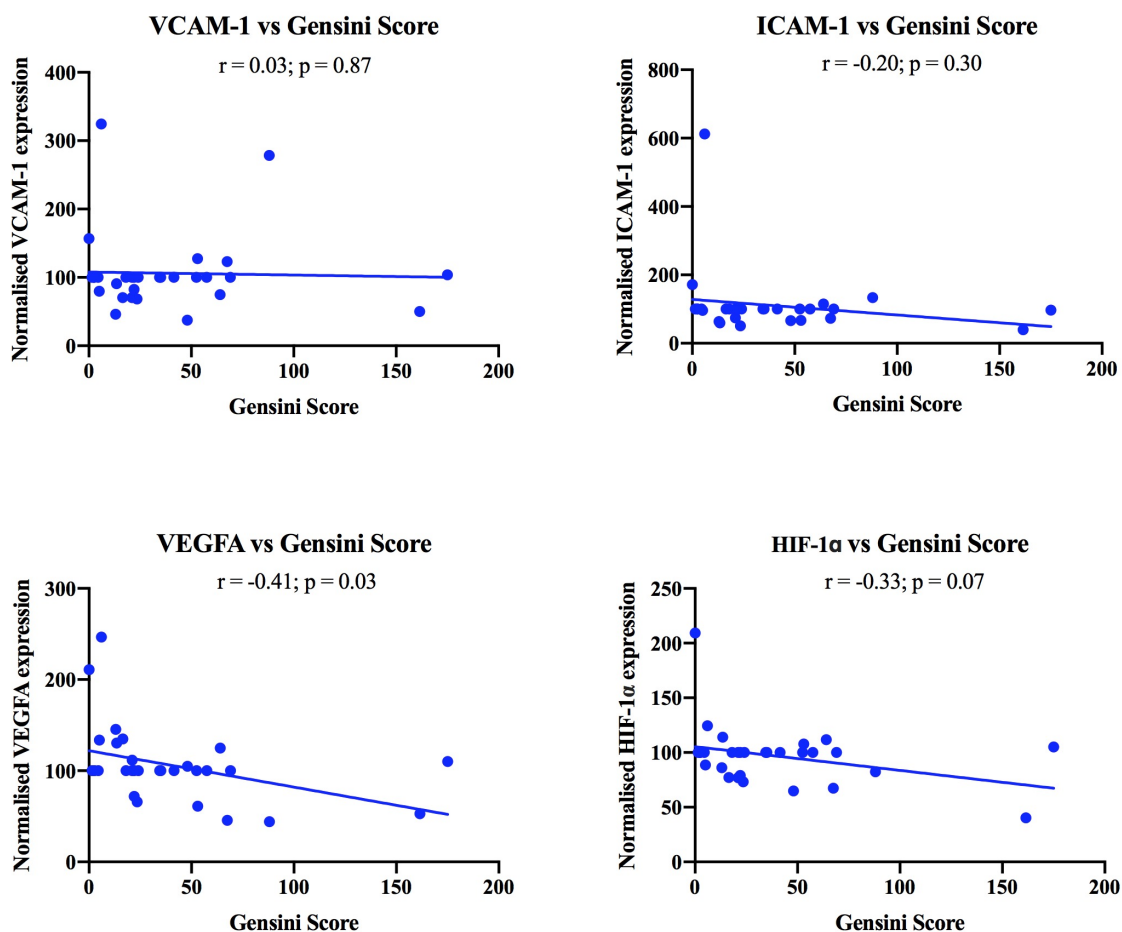 VCAM-1 vs Gensini Score
r = 0.03; p = 0.87
Normalised VCAM-1 expression
400
300
200
100
0
0 50 100 150 200
Gensini Score
ICAM-1 vs Gensini Score
r = -0.20; p = 0.30
Normalised ICAM-1 expression
800
600
400
200
0
0 50 100 150 200
Gensini Score
VEGFA vs Gensini Score
r = -0.41; p = 0.03
Normalised VEGFA expression
300
200
100
0
0 50 100 150 200
Gensini Score
HIF-1α vs Gensini Score
r = -0.33; p = 0.07
Normalised HIF-1α expression
250
200
150
100
50
0
0 50 100 150 200
Gensini Score